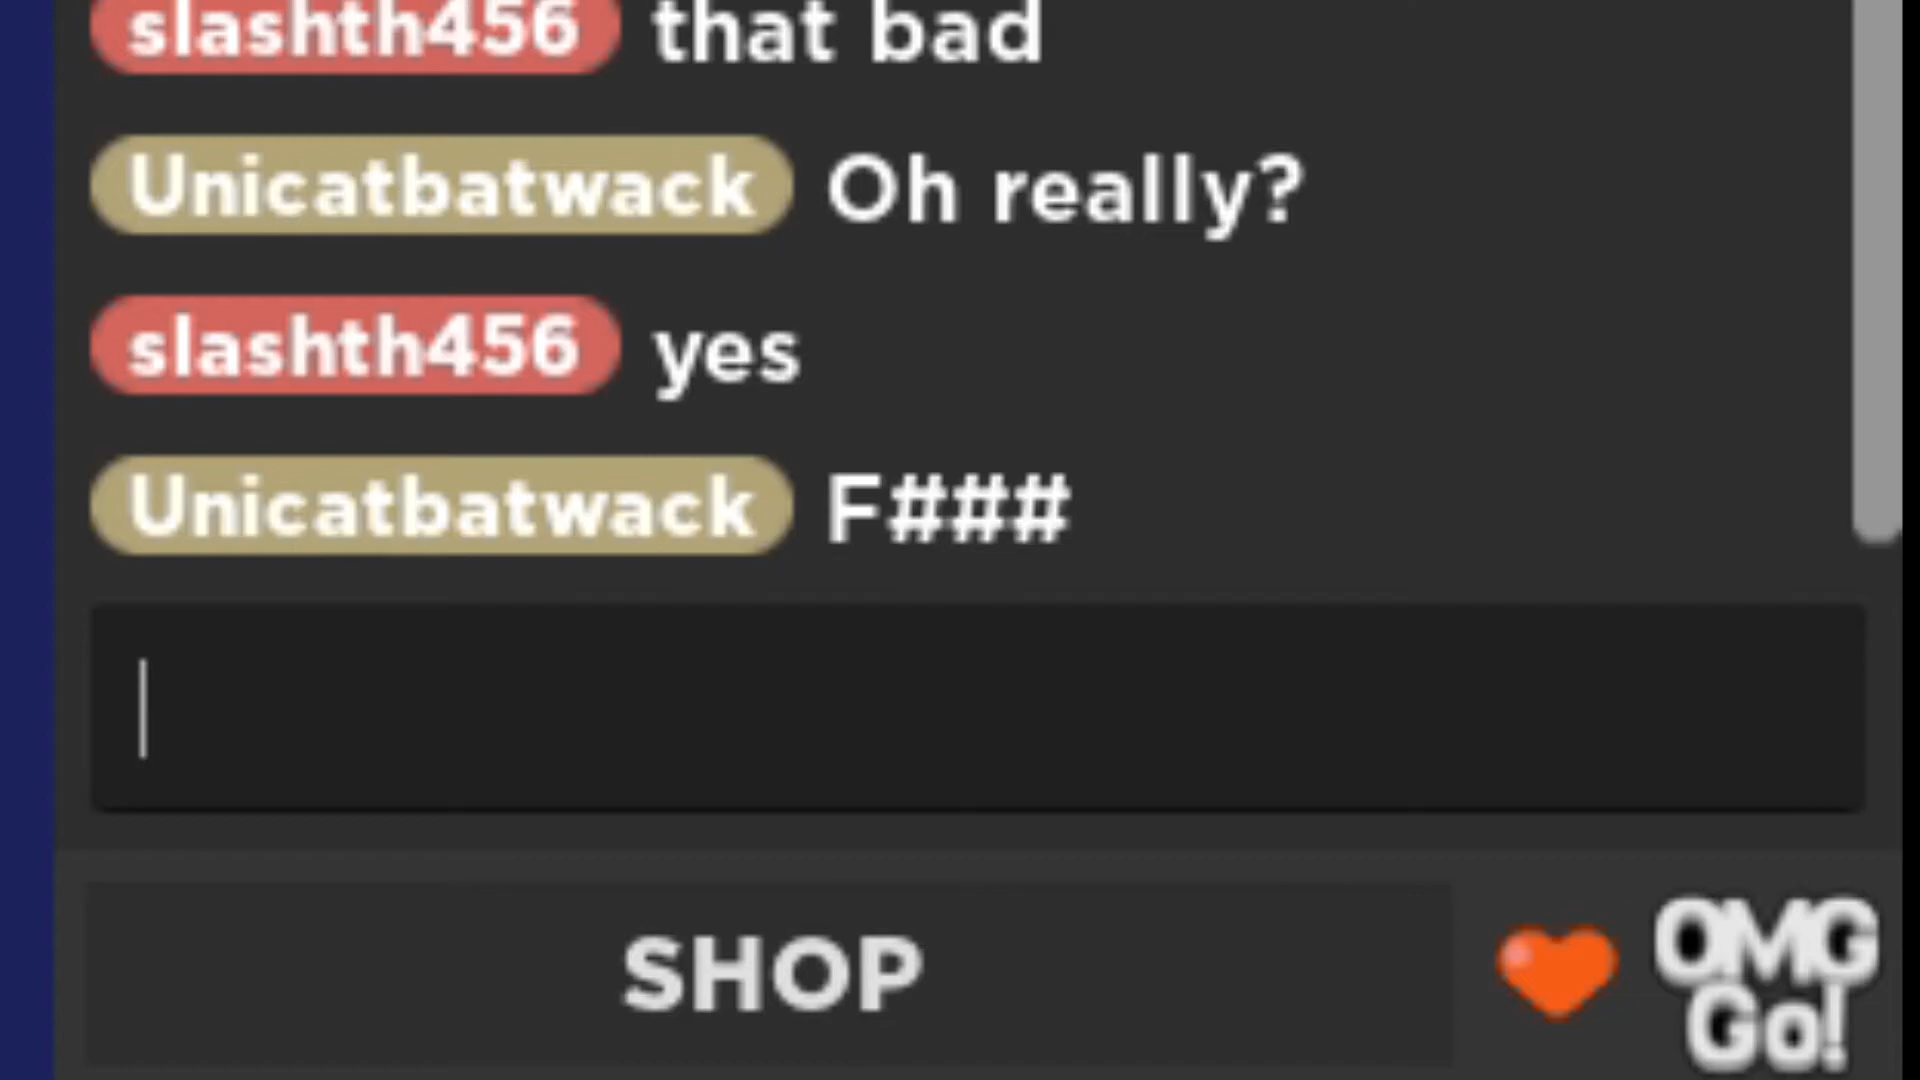 slashth456 that bad
Unicatbatwack Oh really?
slashth456 yes
Unicatbatwack F###
SHOP
OMG
Go!